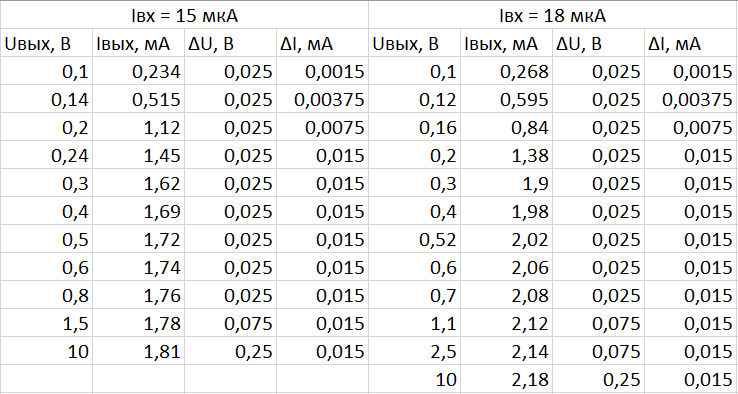 Iвх = 15 мкА Iвх = 18 мкА
Uвых, В Iвых, мА ΔU, В ΔI, мА Uвых, В Iвых, мА ΔU, В ΔI, мА
0,1 0,234 0,025 0,0015 0,1 0,268 0,025 0,0015
0,14 0,515 0,025 0,00375 0,12 0,595 0,025 0,00375
0,2 1,12 0,025 0,0075 0,16 0,84 0,025 0,0075
0,24 1,45 0,025 0,015 0,2 1,38 0,025 0,015
0,3 1,62 0,025 0,015 0,3 1,9 0,025 0,015
0,4 1,69 0,025 0,015 0,4 1,98 0,025 0,015
0,5 1,72 0,025 0,015 0,52 2,02 0,025 0,015
0,6 1,74 0,025 0,015 0,6 2,06 0,025 0,015
0,8 1,76 0,025 0,015 0,7 2,08 0,025 0,015
1,5 1,78 0,075 0,015 1,1 2,12 0,075 0,015
10 1,81 0,25 0,015 2,5 2,14 0,075 0,015
10 2,18 0,25 0,015